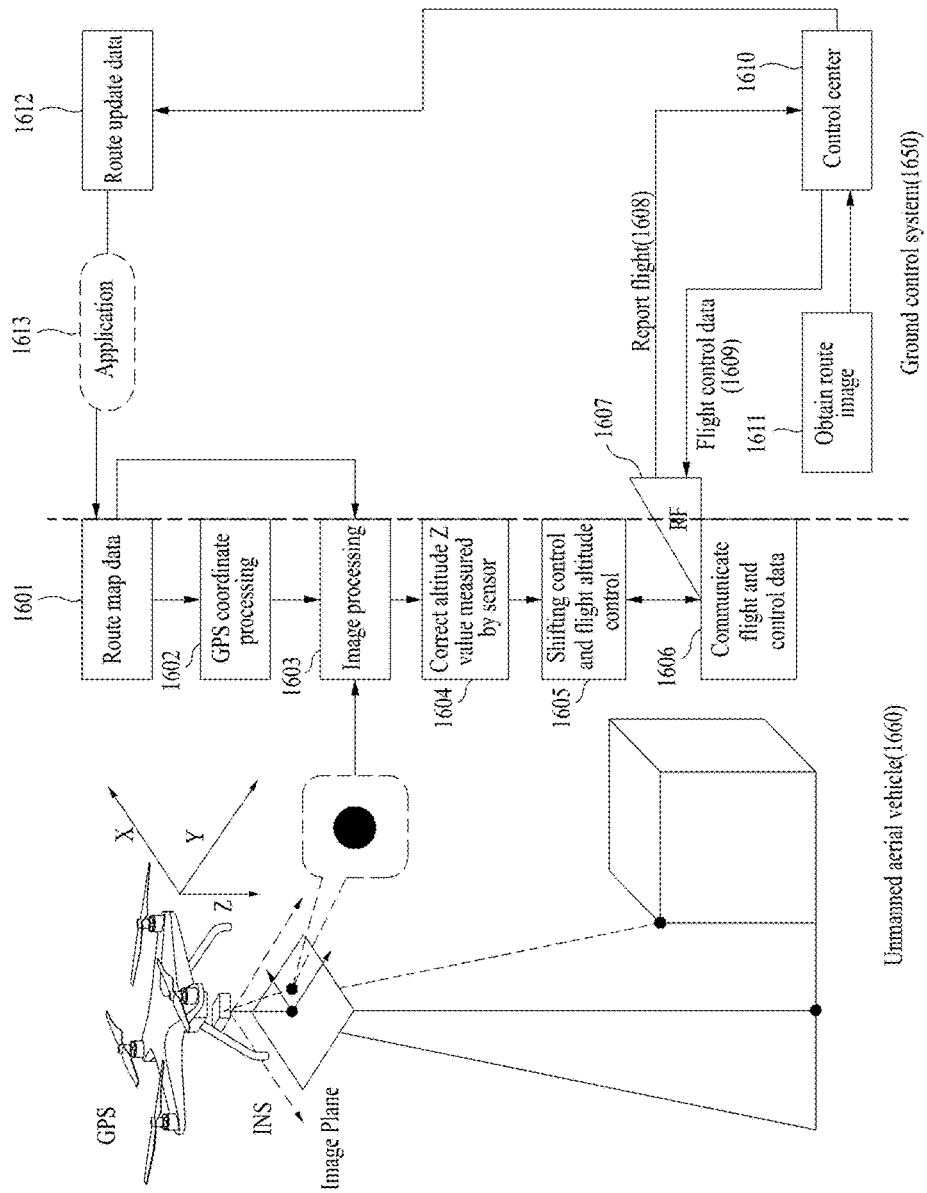 GPS
INS
Image Plane
X
Y
Z
Unmanned aerial vehicle(1660)
1601
Route map data
1602
GPS coordinate
processing
1603
Image processing
1604
Correct altitude Z
value measured
by sensor
1605
Shifting control
and flight altitude
control
1606
Communicate
flight and
control data
1607
RF
Report flight(1608)
Flight control data
(1609)
1610
Control center
1611
Obtain route
image
1612
Route update data
1613
Application
Ground control system(1650)